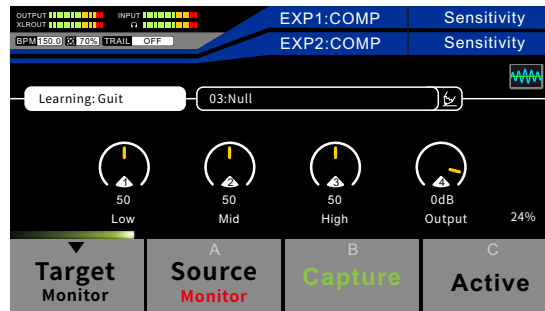 OUTPUT
INPUT
XLROUT
BPM 150.0 70% TRAIL OFF
EXP1:COMP Sensitivity
EXP2:COMP Sensitivity
Learning: Guit
03:Null
1 2 3 4
50 50 50 0dB
Low Mid High Output 24%
A B C
Target Source Capture Active
Monitor Monitor